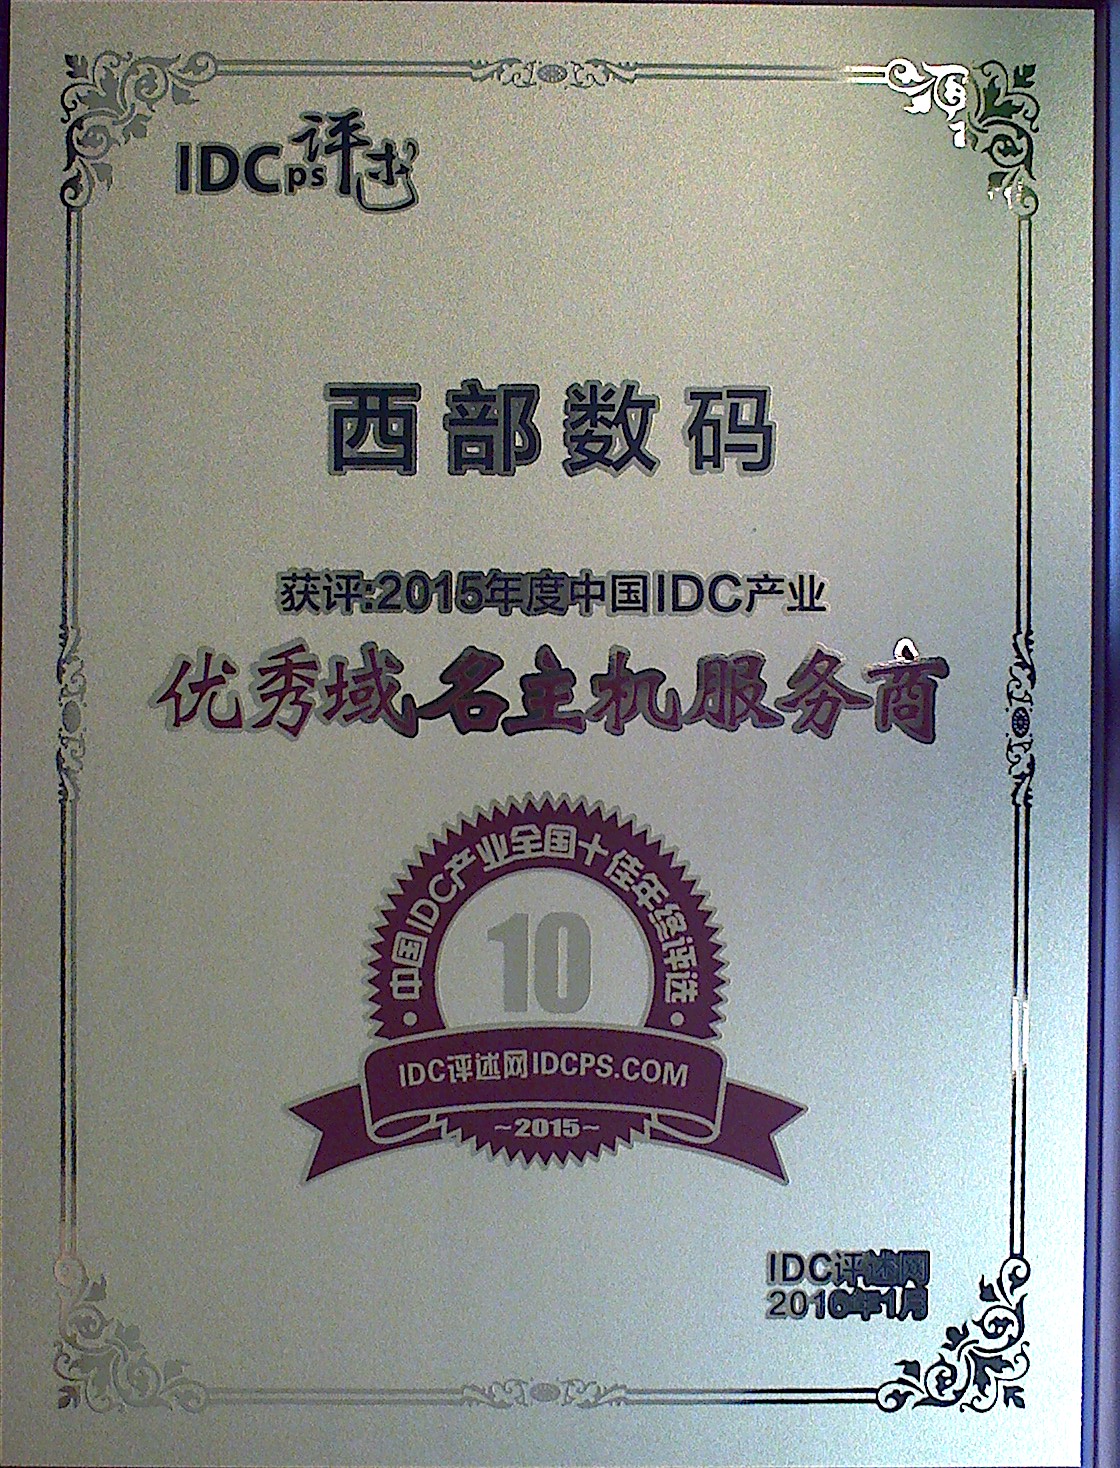 IDCps评述
西部数码
获评:2015年度中国IDC产业
优秀域名主机服务商
中国IDC产业全国十佳年终评选
10
IDC评述网IDCPS.COM
~2015~
IDC评述网
2016年1月